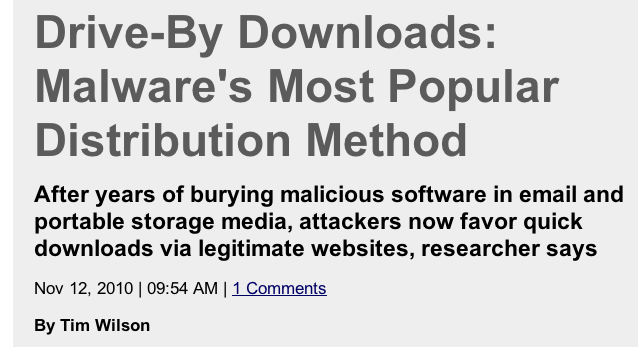 Drive-By Downloads:
Malware's Most Popular
Distribution Method
After years of burying malicious software in email and
portable storage media, attackers now favor quick
downloads via legitimate websites, researcher says
Nov 12, 2010 | 09:54 AM | 1 Comments
By Tim Wilson